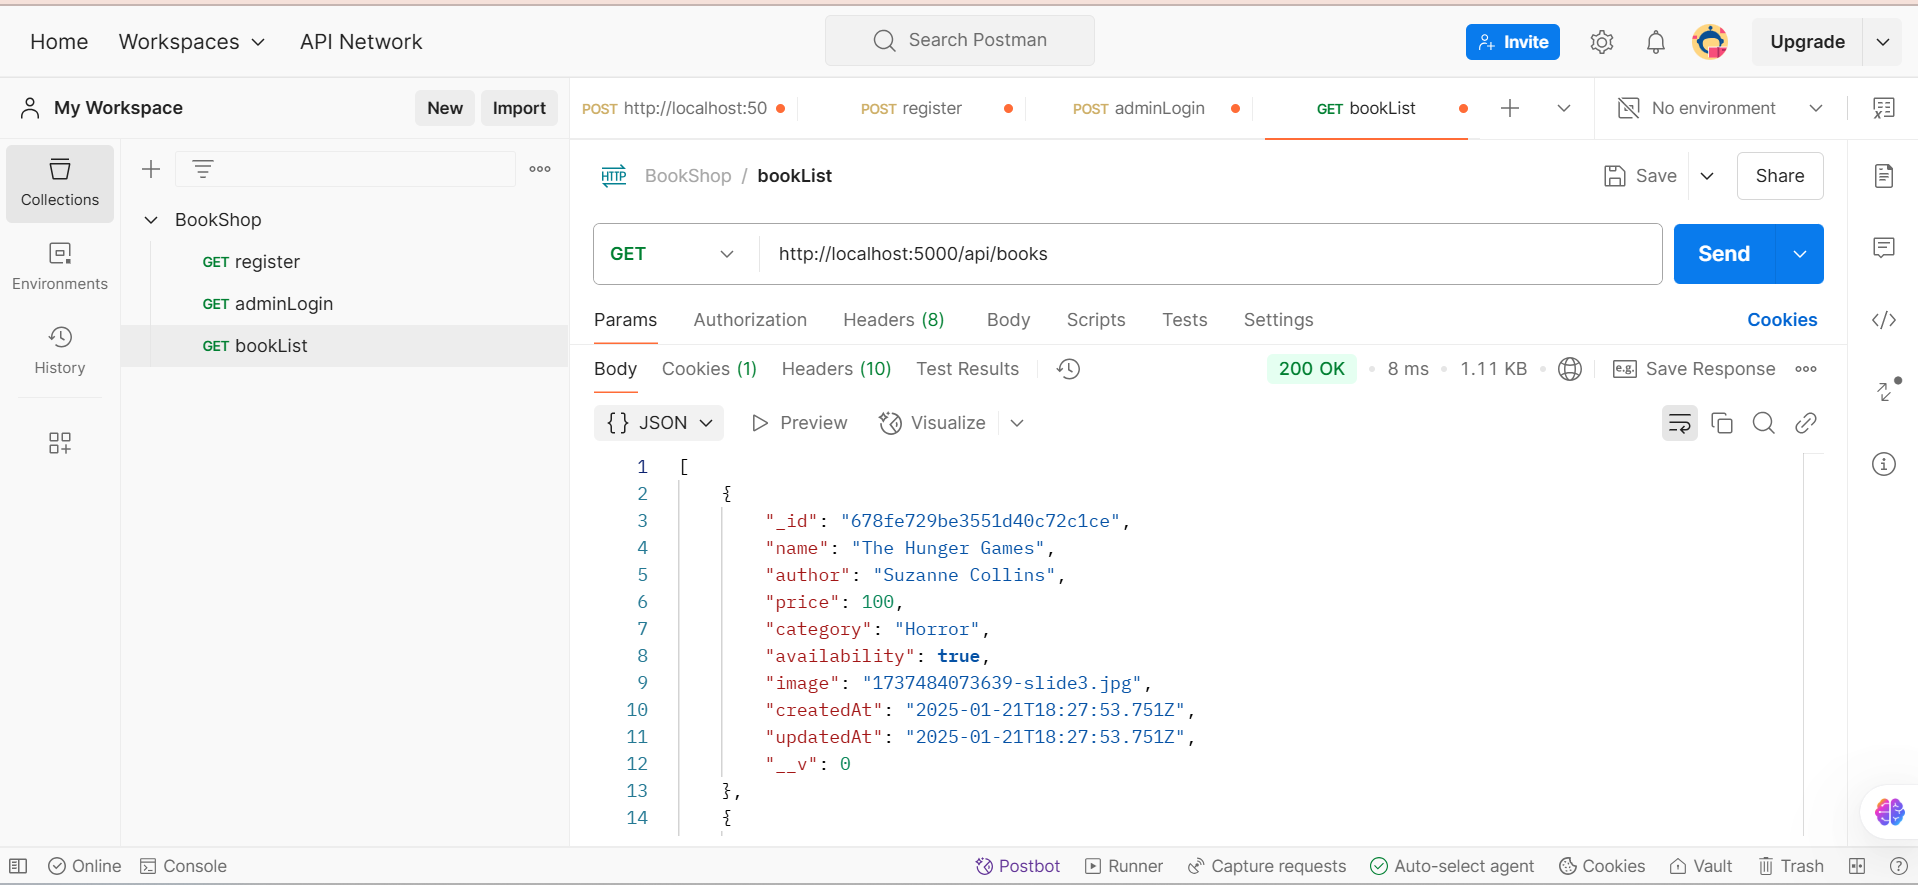 Home Workspaces API Network Search Postman Invite Upgrade
My Workspace New Import POST http://localhost:50 POST register POST adminLogin GET bookList No environment
Collections
Environments
History
BookShop
GET register
GET adminLogin
GET bookList
HTTP BookShop / bookList Save Share
GET http://localhost:5000/api/books Send
Params Authorization Headers (8) Body Scripts Tests Settings Cookies
Body Cookies (1) Headers (10) Test Results 200 OK • 8 ms • 1.11 KB • e.g. Save Response
{} JSON Preview Visualize
1 [
2 {
3 "_id": "678fe729be3551d40c72c1ce",
4 "name": "The Hunger Games",
5 "author": "Suzanne Collins",
6 "price": 100,
7 "category": "Horror",
8 "availability": true,
9 "image": "1737484073639-slide3.jpg",
10 "createdAt": "2025-01-21T18:27:53.751Z",
11 "updatedAt": "2025-01-21T18:27:53.751Z",
12 "__v": 0
13 },
14 {
Online Console Postbot Runner Capture requests Auto-select agent Cookies Vault Trash